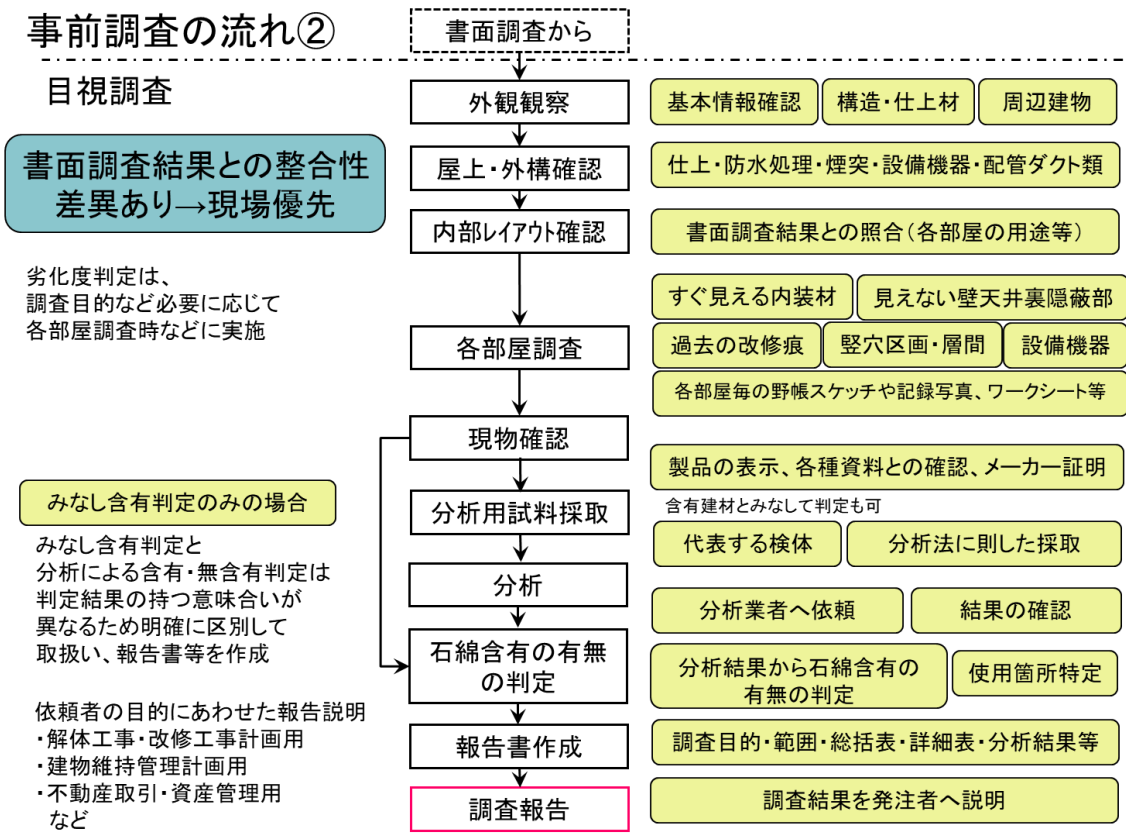 事前調査の流れ②
書面調査から
目視調査
外観観察
基本情報確認
構造・仕上材
周辺建物
書面調査結果との整合性
差異あり→現場優先
屋上・外構確認
仕上・防水処理・煙突・設備機器・配管ダクト類
内部レイアウト確認
書面調査結果との照合(各部屋の用途等)
劣化度判定は、
調査目的など必要に応じて
各部屋調査時などに実施
すぐ見える内装材
見えない壁天井裏隠蔽部
各部屋調査
過去の改修痕
竪穴区画・層間
設備機器
各部屋毎の野帳スケッチや記録写真、ワークシート等
現物確認
製品の表示、各種資料との確認、メーカー証明
みなし含有判定のみの場合
分析用試料採取
含有建材とみなして判定も可
代表する検体
分析法に則した採取
みなし含有判定と
分析による含有・無含有判定は
判定結果の持つ意味合いが
異なるため明確に区別して
取扱い、報告書等を作成
分析
分析業者へ依頼
結果の確認
石綿含有の有無
の判定
分析結果から石綿含有の
有無の判定
使用箇所特定
依頼者の目的にあわせた報告説明
・解体工事・改修工事計画用
・建物維持管理計画用
・不動産取引・資産管理用
など
報告書作成
調査目的・範囲・総括表・詳細表・分析結果等
調査報告
調査結果を発注者へ説明